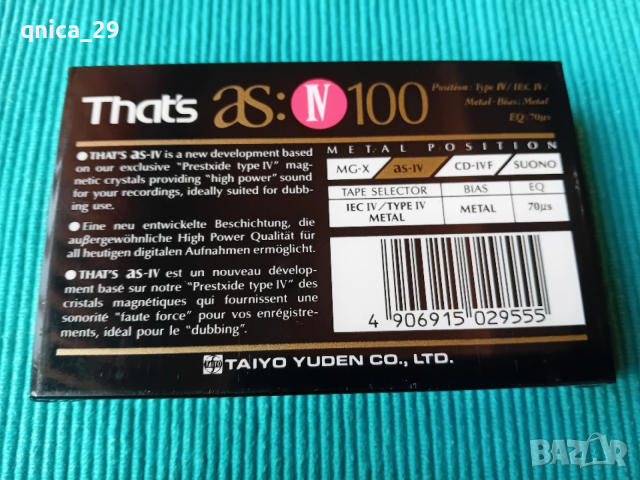 qnica_29
That's as: IV 100
Position: Type IV/IEC IV/
Metal·Bias: Metal
EQ: 70μs
● THAT'S as-IV is a new development based
on our exclusive "Prestxide type IV" mag-
netic crystals providing "high power" sound
for your recordings, ideally suited for dubb-
ing use.
● Eine neu entwickelte Beschichtung, die
außergewöhnliche High Power Qualität für
all heutigen digitalen Aufnahmen ermöglicht.
● THAT'S as-IV est un nouveau dévelop-
ment basé sur notre "Prestxide type IV" des
cristals magnétiques qui fournissent une
sonorité "faute force" pour vos enregistre-
ments, idéal pour le "dubbing".
METAL POSITION
MG-X as-IV CD-IVF SUONO
TAPE SELECTOR BIAS EQ
IEC IV/TYPE IV METAL 70μs
METAL
4 906915 029555
TAIYO YUDEN CO., LTD.
BAZAR